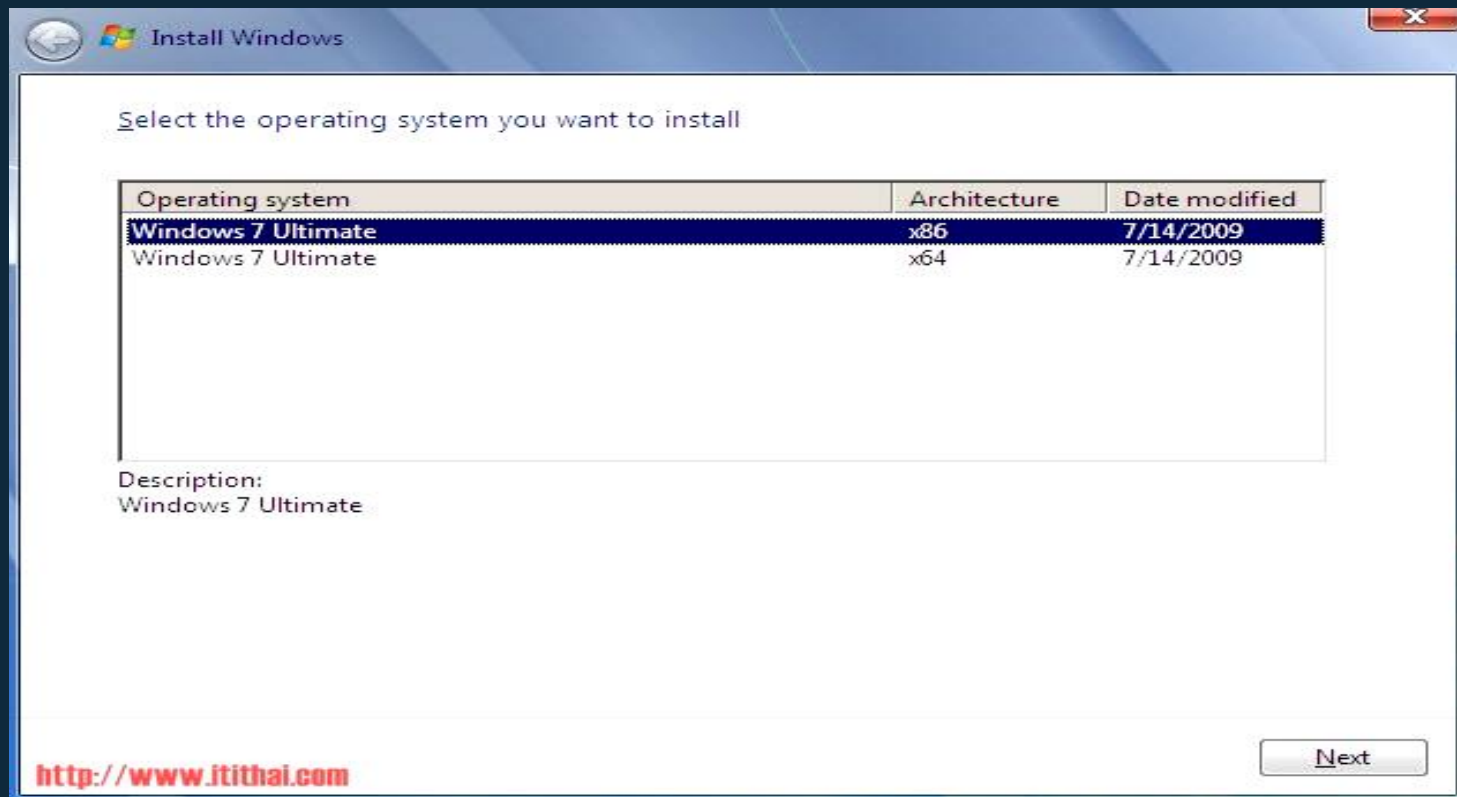 Install Windows
Select the operating system you want to install
Operating system Architecture Date modified
Windows 7 Ultimate x86 7/14/2009
Windows 7 Ultimate x64 7/14/2009
Description:
Windows 7 Ultimate
Next
http://www.itithai.com